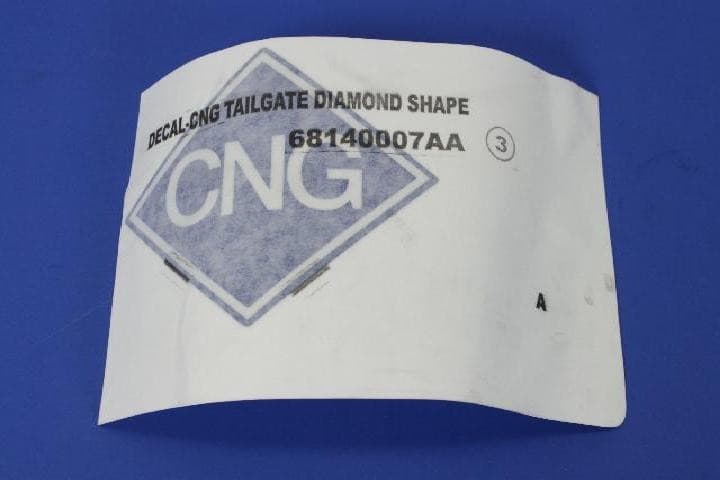 DECAL-CNG TAILGATE DIAMOND SHAPE
68140007AA 3
CNG
A